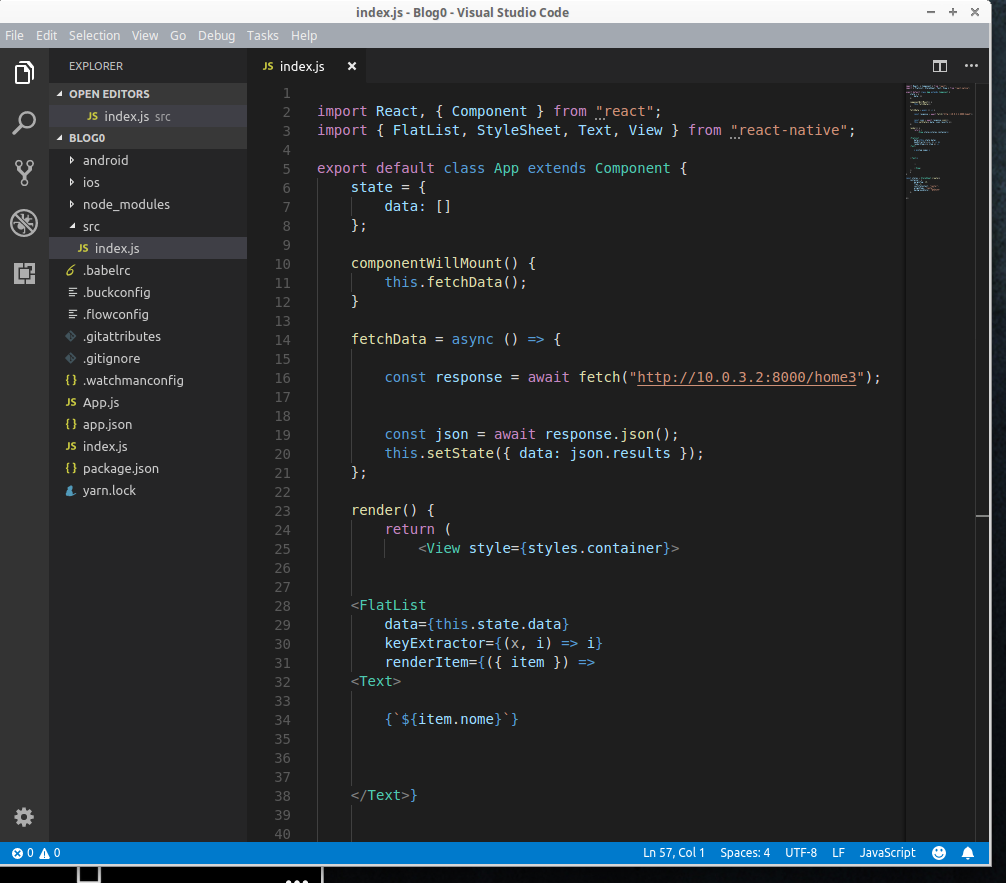 index.js - Blog0 - Visual Studio Code
File Edit Selection View Go Debug Tasks Help
EXPLORER
OPEN EDITORS
JS index.js src
BLOG0
android
ios
node_modules
src
JS index.js
.babelrc
.buckconfig
.flowconfig
.gitattributes
.gitignore
{} .watchmanconfig
JS App.js
{} app.json
JS index.js
{} package.json
yarn.lock
JS index.js ×
1
2 import React, { Component } from "react";
3 import { FlatList, StyleSheet, Text, View } from "react-native";
4
5 export default class App extends Component {
6     state = {
7         data: []
8     };
9
10     componentWillMount() {
11         this.fetchData();
12     }
13
14     fetchData = async () => {
15
16         const response = await fetch("http://10.0.3.2:8000/home3");
17
18
19         const json = await response.json();
20         this.setState({ data: json.results });
21     };
22
23     render() {
24         return (
25             <View style={styles.container}>
26
27
28     <FlatList
29         data={this.state.data}
30         keyExtractor={(x, i) => i}
31         renderItem={({ item }) =>
32     <Text>
33
34         {`${item.nome}`}
35
36
37
38     </Text>}
39
40
0 0 Ln 57, Col 1 Spaces: 4 UTF-8 LF JavaScript